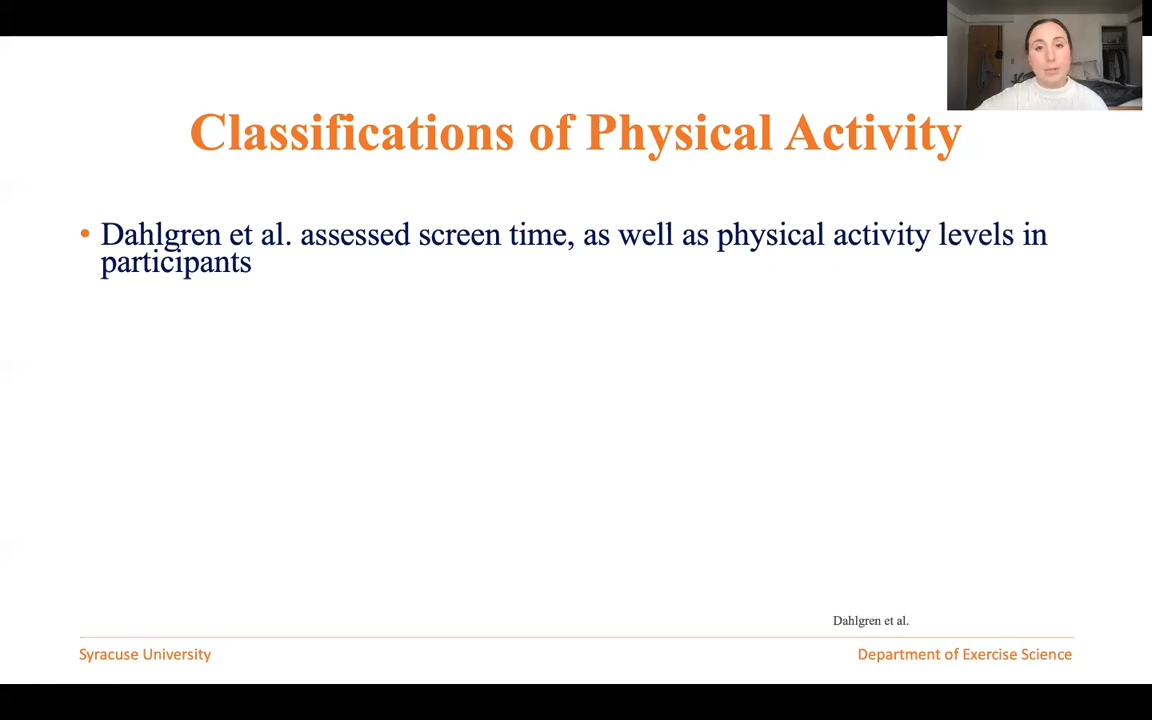 Classifications of Physical Activity
• Dahlgren et al. assessed screen time, as well as physical activity levels in
participants
Dahlgren et al.
Syracuse University
Department of Exercise Science